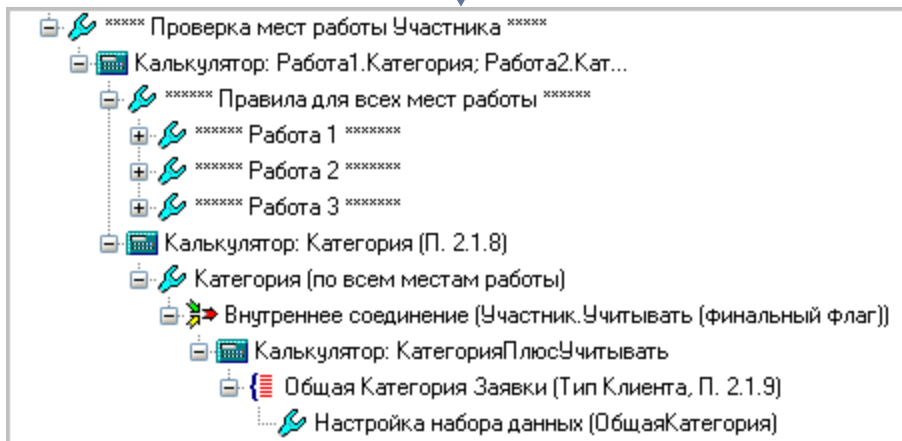 ***** Проверка мест работы Участника *****
Калькулятор: Работа1.Категория; Работа2.Кат...
****** Правила для всех мест работы ******
****** Работа 1 *******
****** Работа 2 *******
****** Работа 3 *******
Калькулятор: Категория (П. 2.1.8)
Категория (по всем местам работы)
Внутреннее соединение (Участник.Учитывать (финальный флаг))
Калькулятор: КатегорияПлюсУчитывать
Общая Категория Заявки (Тип Клиента, П. 2.1.9)
Настройка набора данных (ОбщаяКатегория)